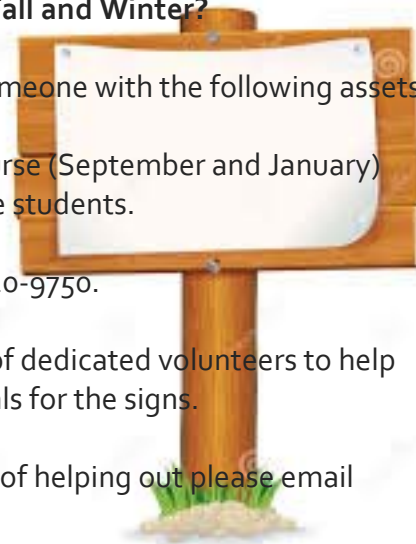 all and Winter?
meone with the following assets
rse (September and January)
e students.
0-9750.
of dedicated volunteers to help
ls for the signs.
of helping out please email